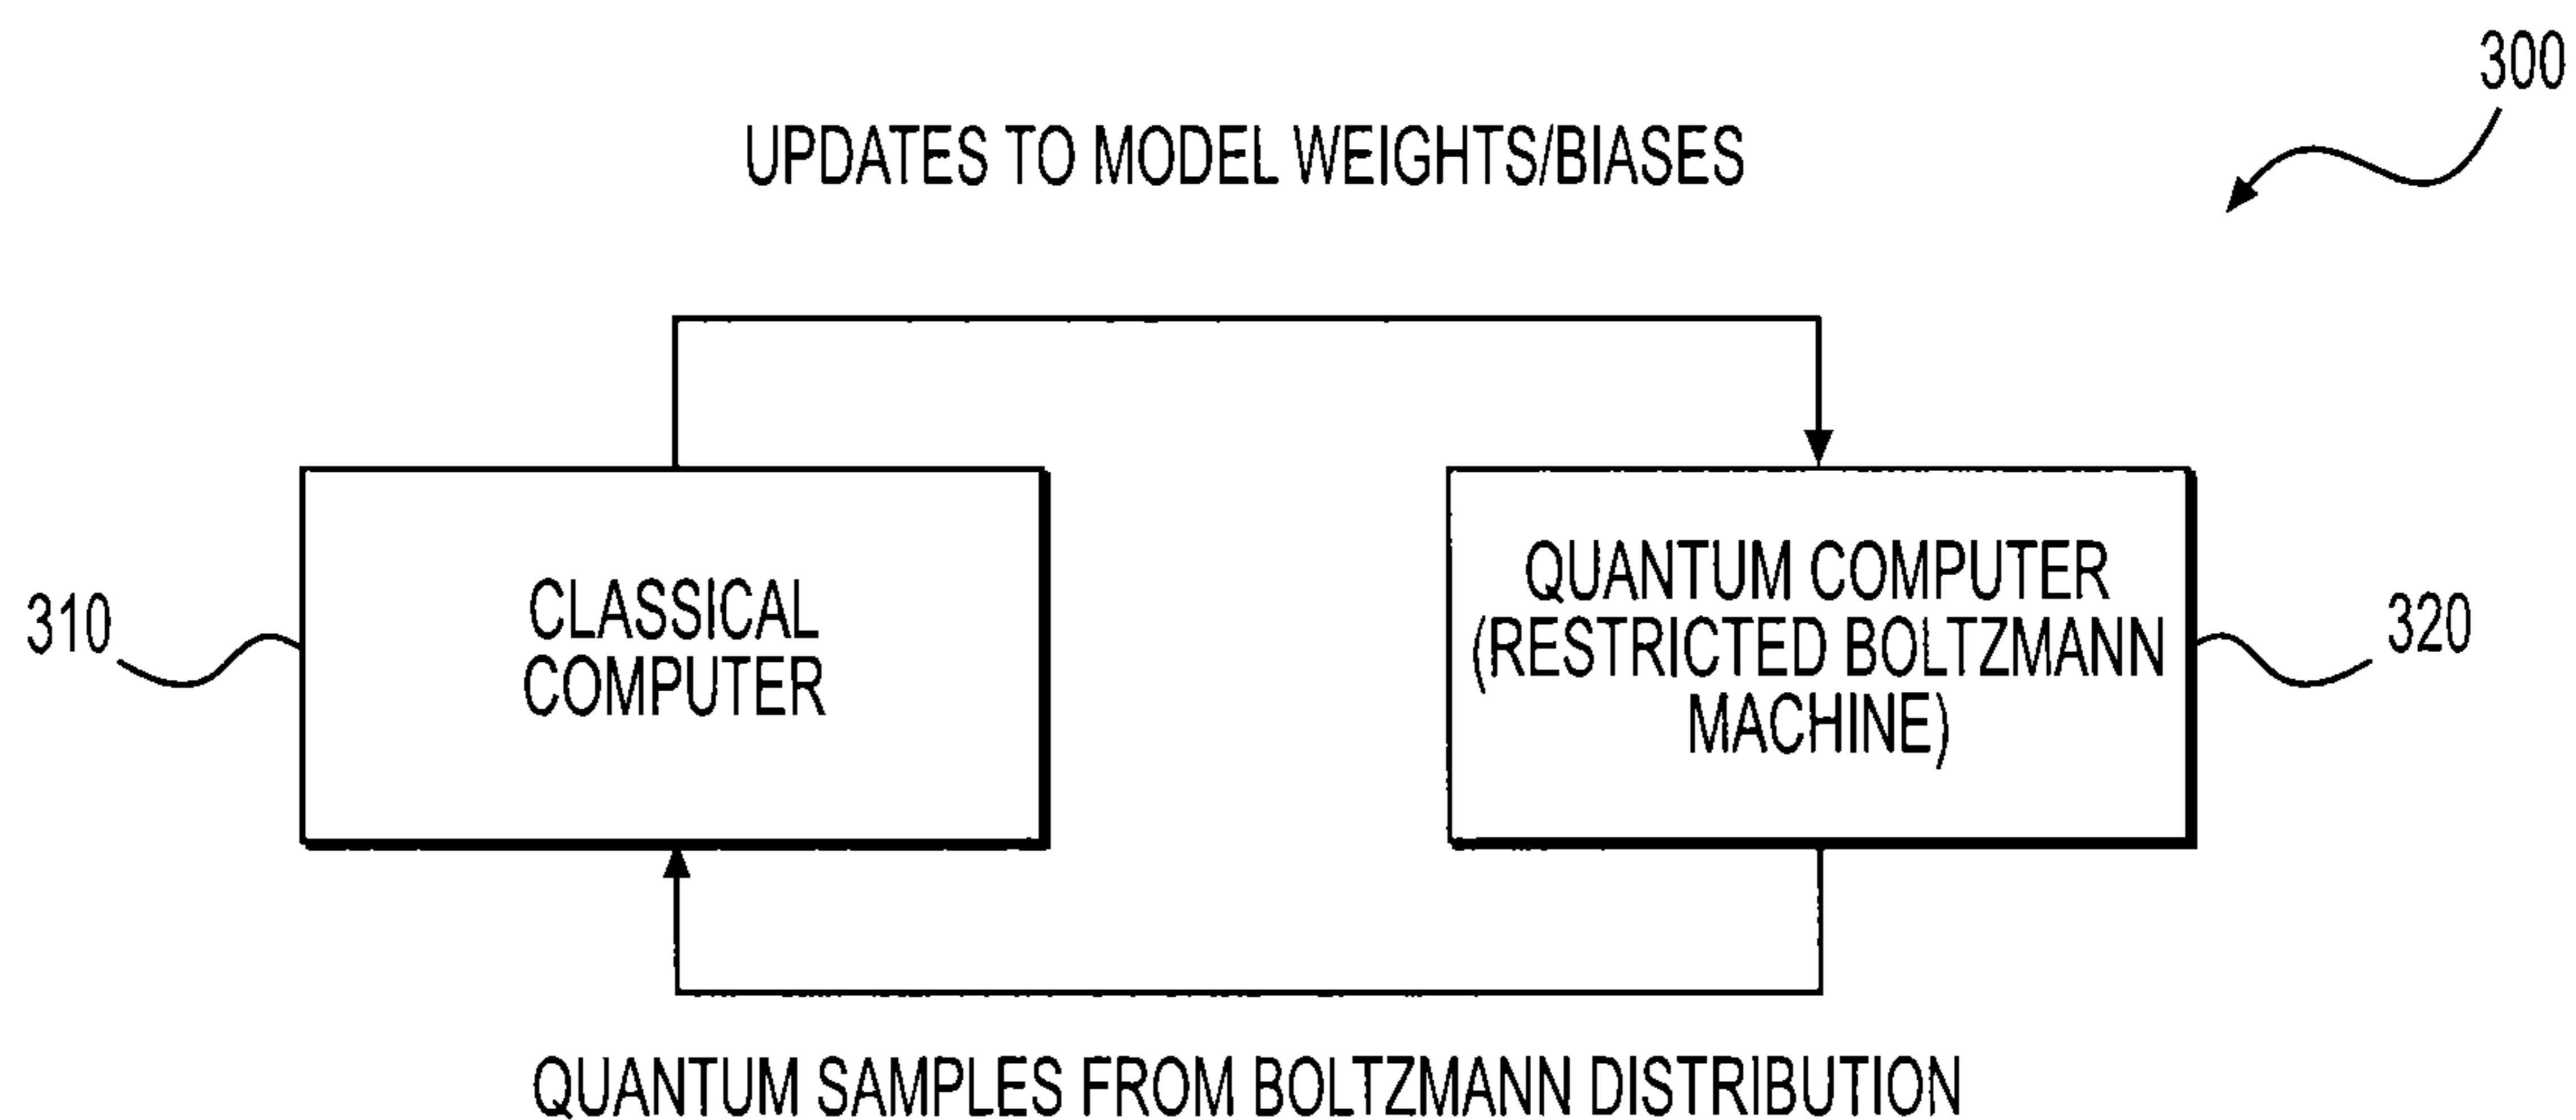 300
UPDATES TO MODEL WEIGHTS/BIASES
310
CLASSICAL
COMPUTER
QUANTUM COMPUTER
(RESTRICTED BOLTZMANN
MACHINE)
320
QUANTUM SAMPLES FROM BOLTZMANN DISTRIBUTION